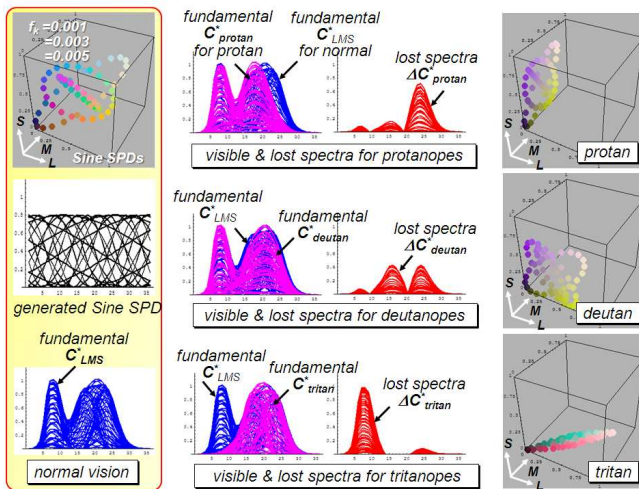 f_k=0.001
=0.003
=0.005
Sine SPDs
S
M
L
generated Sine SPD
fundamental
C*LMS
normal vision
fundamental
C*protan
for protan
fundamental
C*LMS
for normal
lost spectra
ΔC*protan
visible & lost spectra for protanopes
fundamental
C*LMS
fundamental
C*deutan
lost spectra
ΔC*deutan
visible & lost spectra for deutanopes
fundamental
C*LMS
fundamental
C*tritan
lost spectra
ΔC*tritan
visible & lost spectra for tritanopes
S
M
L
protan
S
M
L
deutan
S
M
L
tritan